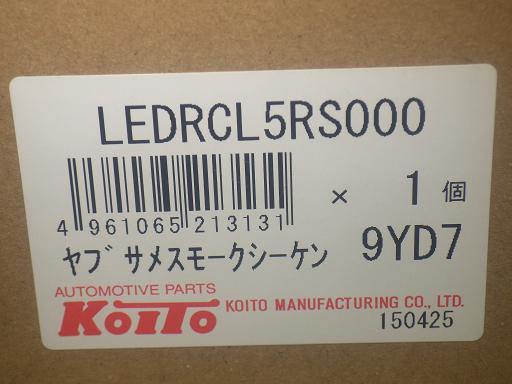 LEDRCL5RS000
× 1 個
4 961065 213131
ヤブサメスモークシーケン 9YD7
AUTOMOTIVE PARTS
KOITO KOITO MANUFACTURING CO., LTD.
150425